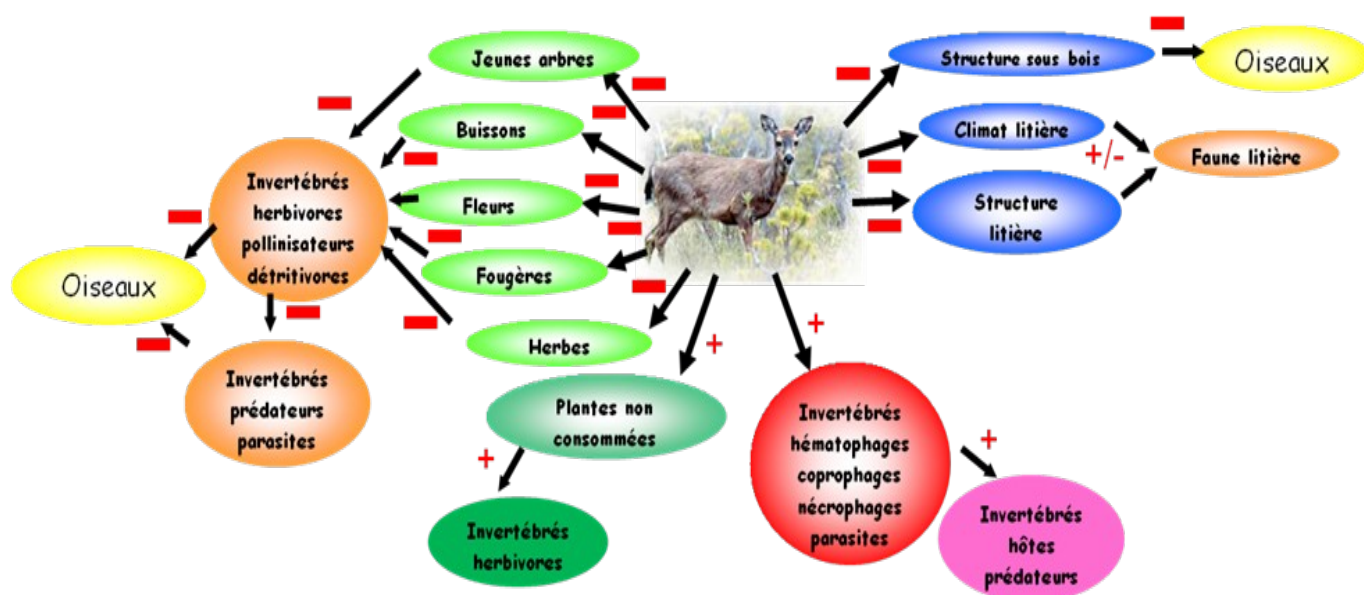 Jeunes arbres
Buissons
Fleurs
Fougères
Herbes
Invertébrés
herbivores
pollinisateurs
détritivores
Oiseaux
Invertébrés
prédateurs
parasites
Structure sous bois
Oiseaux
Climat litière
+/-
Faune litière
Structure
litière
+
Plantes non
consommées
+
Invertébrés
herbivores
+
Invertébrés
hématophages
coprophages
nécrophages
parasites
+
Invertébrés
hôtes
prédateurs